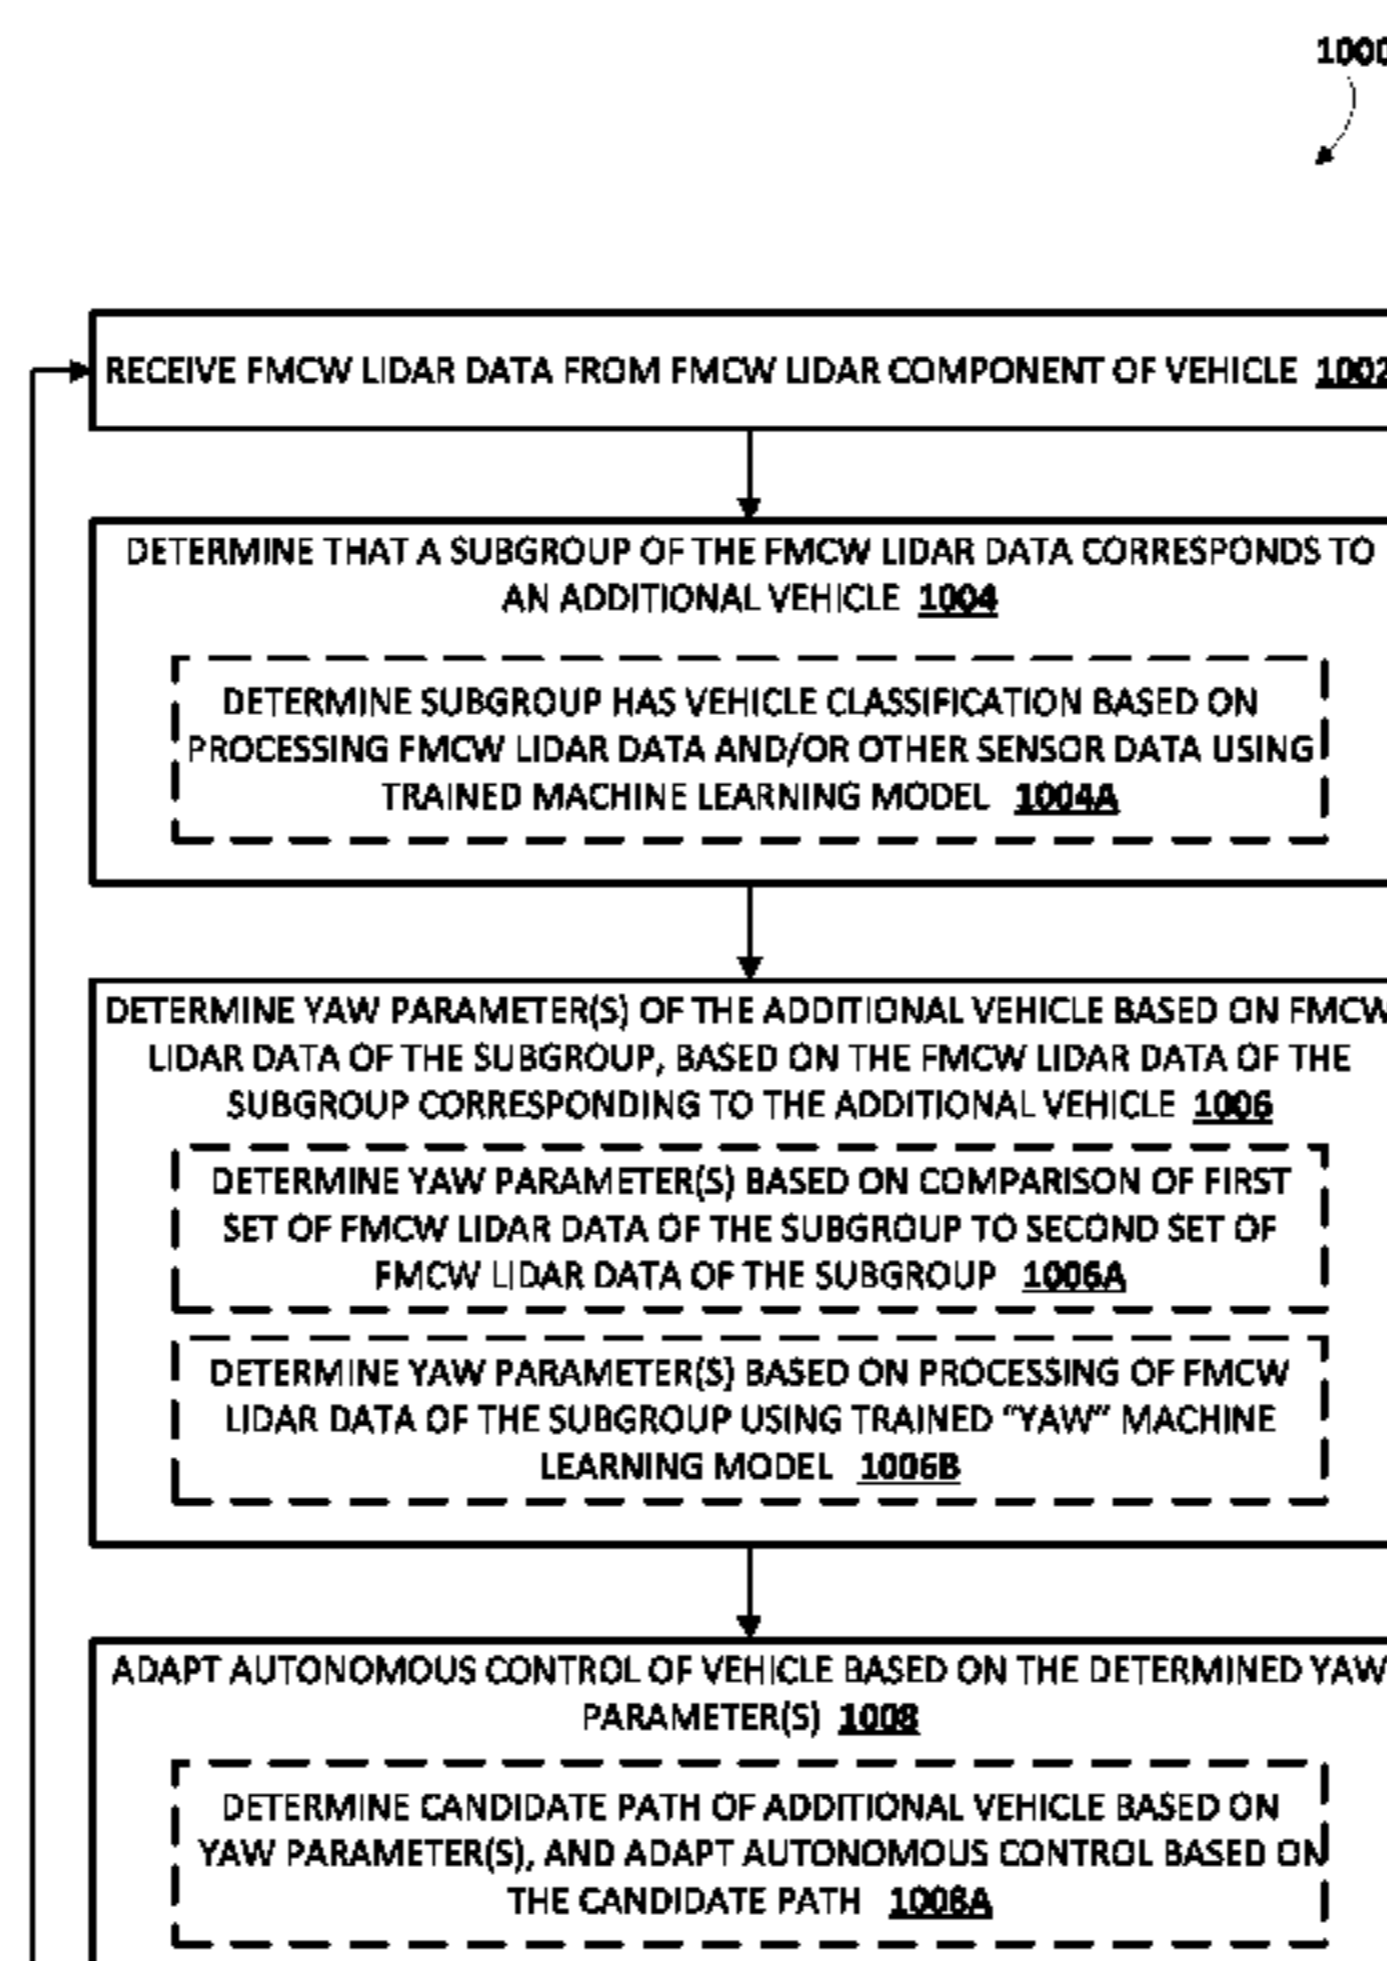 1000
RECEIVE FMCW LIDAR DATA FROM FMCW LIDAR COMPONENT OF VEHICLE 1002
DETERMINE THAT A SUBGROUP OF THE FMCW LIDAR DATA CORRESPONDS TO
AN ADDITIONAL VEHICLE 1004
DETERMINE SUBGROUP HAS VEHICLE CLASSIFICATION BASED ON
PROCESSING FMCW LIDAR DATA AND/OR OTHER SENSOR DATA USING
TRAINED MACHINE LEARNING MODEL 1004A
DETERMINE YAW PARAMETER(S) OF THE ADDITIONAL VEHICLE BASED ON FMCW
LIDAR DATA OF THE SUBGROUP, BASED ON THE FMCW LIDAR DATA OF THE
SUBGROUP CORRESPONDING TO THE ADDITIONAL VEHICLE 1006
DETERMINE YAW PARAMETER(S) BASED ON COMPARISON OF FIRST
SET OF FMCW LIDAR DATA OF THE SUBGROUP TO SECOND SET OF
FMCW LIDAR DATA OF THE SUBGROUP 1006A
DETERMINE YAW PARAMETER(S) BASED ON PROCESSING OF FMCW
LIDAR DATA OF THE SUBGROUP USING TRAINED “YAW” MACHINE
LEARNING MODEL 1006B
ADAPT AUTONOMOUS CONTROL OF VEHICLE BASED ON THE DETERMINED YAW
PARAMETER(S) 1008
DETERMINE CANDIDATE PATH OF ADDITIONAL VEHICLE BASED ON
YAW PARAMETER(S), AND ADAPT AUTONOMOUS CONTROL BASED ON
THE CANDIDATE PATH 1008A